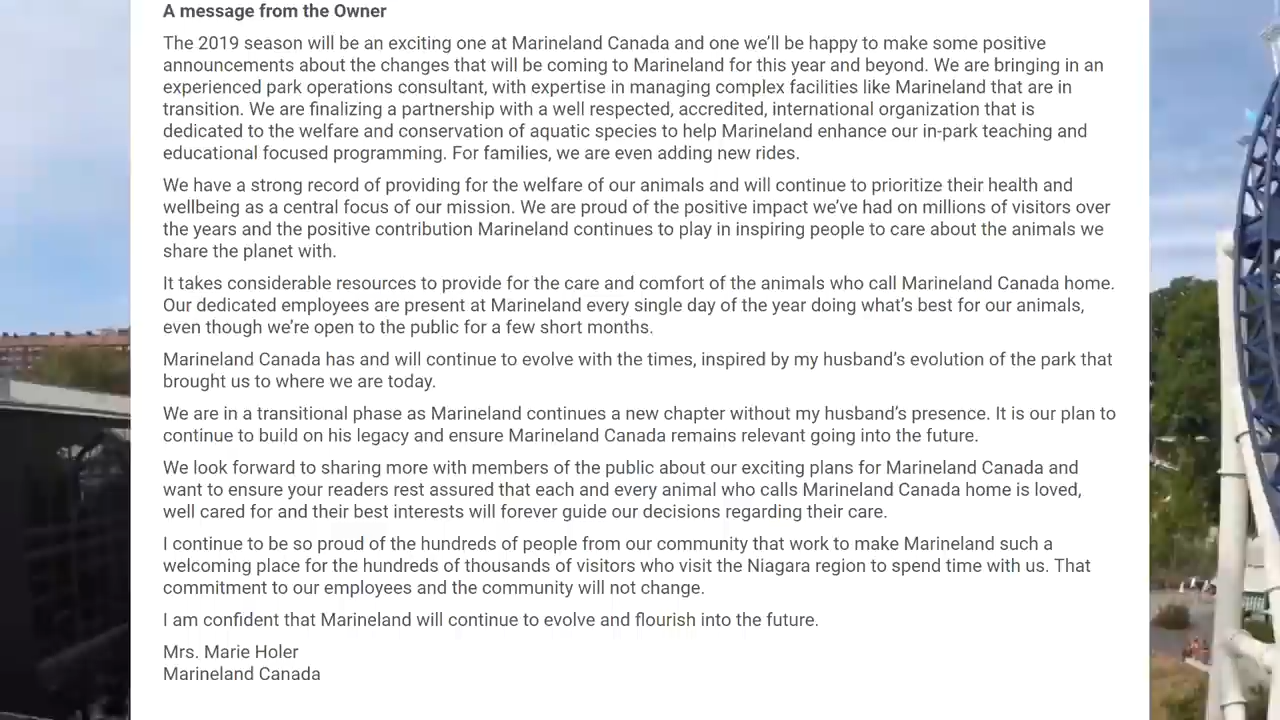 A message from the Owner
The 2019 season will be an exciting one at Marineland Canada and one we’ll be happy to make some positive
announcements about the changes that will be coming to Marineland for this year and beyond. We are bringing in an
experienced park operations consultant, with expertise in managing complex facilities like Marineland that are in
transition. We are finalizing a partnership with a well respected, accredited, international organization that is
dedicated to the welfare and conservation of aquatic species to help Marineland enhance our in-park teaching and
educational focused programming. For families, we are even adding new rides.
We have a strong record of providing for the welfare of our animals and will continue to prioritize their health and
wellbeing as a central focus of our mission. We are proud of the positive impact we’ve had on millions of visitors over
the years and the positive contribution Marineland continues to play in inspiring people to care about the animals we
share the planet with.
It takes considerable resources to provide for the care and comfort of the animals who call Marineland Canada home.
Our dedicated employees are present at Marineland every single day of the year doing what’s best for our animals,
even though we’re open to the public for a few short months.
Marineland Canada has and will continue to evolve with the times, inspired by my husband’s evolution of the park that
brought us to where we are today.
We are in a transitional phase as Marineland continues a new chapter without my husband’s presence. It is our plan to
continue to build on his legacy and ensure Marineland Canada remains relevant going into the future.
We look forward to sharing more with members of the public about our exciting plans for Marineland Canada and
want to ensure your readers rest assured that each and every animal who calls Marineland Canada home is loved,
well cared for and their best interests will forever guide our decisions regarding their care.
I continue to be so proud of the hundreds of people from our community that work to make Marineland such a
welcoming place for the hundreds of thousands of visitors who visit the Niagara region to spend time with us. That
commitment to our employees and the community will not change.
I am confident that Marineland will continue to evolve and flourish into the future.
Mrs. Marie Holer
Marineland Canada